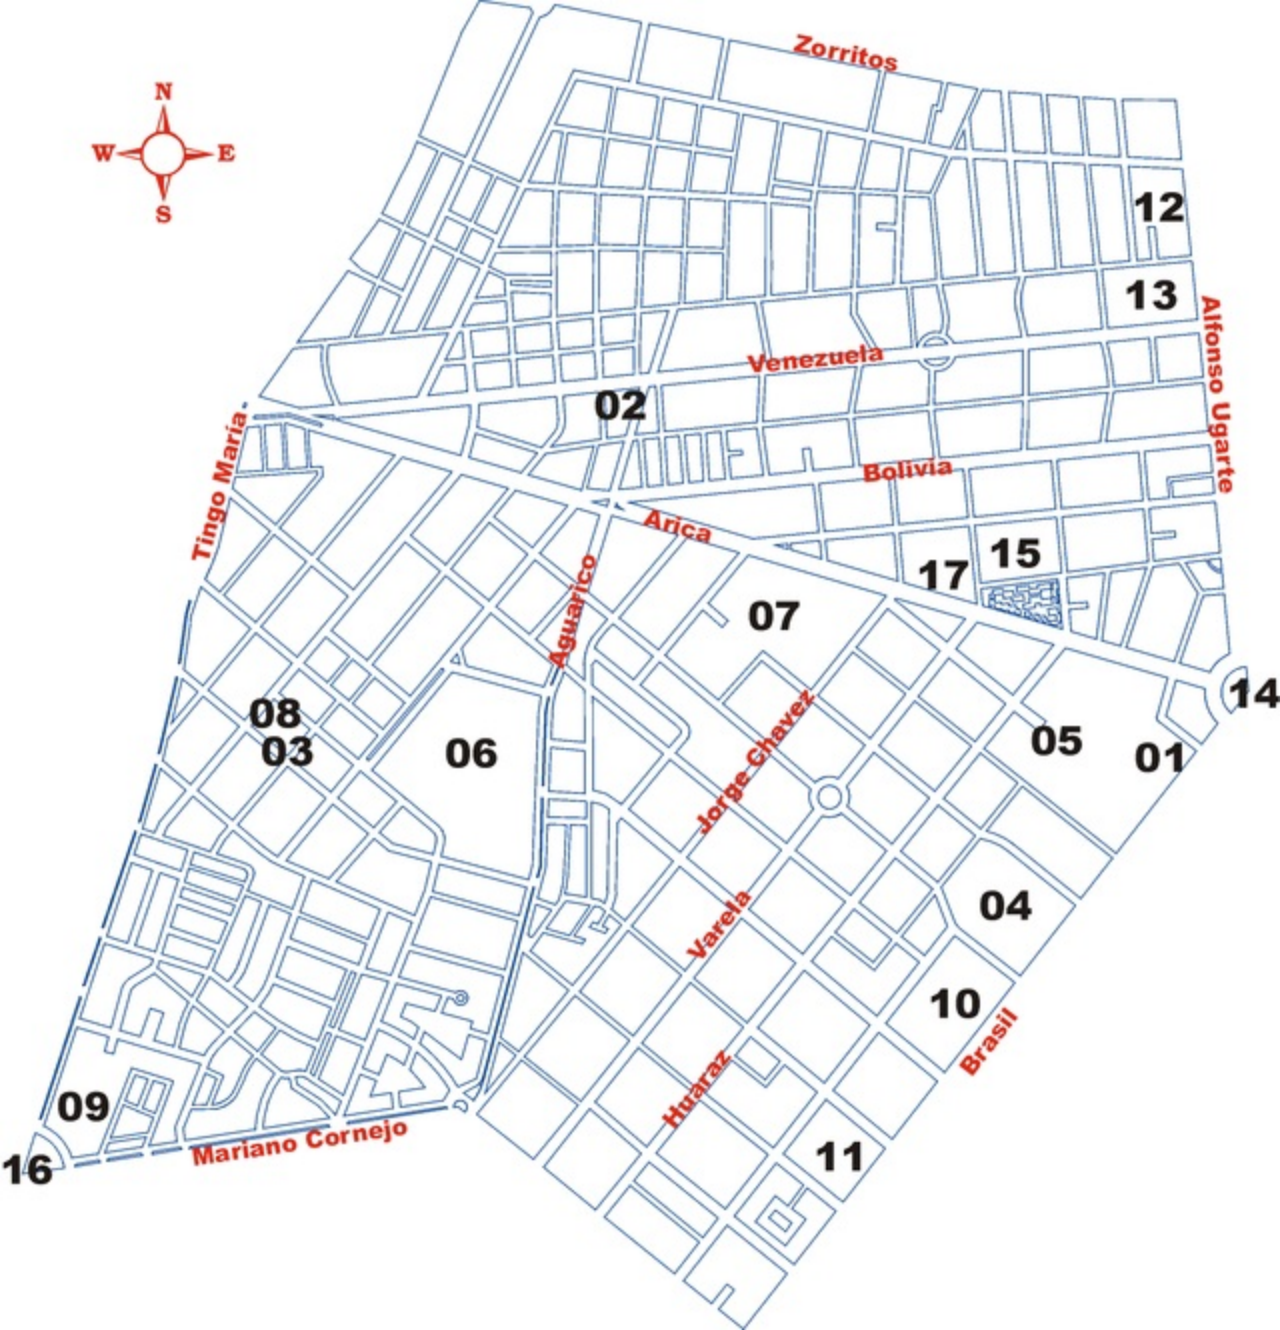 Zorritos
N
W
E
S
12
13
Alfonso Ugarte
Venezuela
02
Tingo María
Bolivia
Arica
15
17
Aguarico
07
14
08
03
06
05
01
Jorge Chavez
04
Varela
10
Brasil
Huaraz
09
Mariano Cornejo
11
16